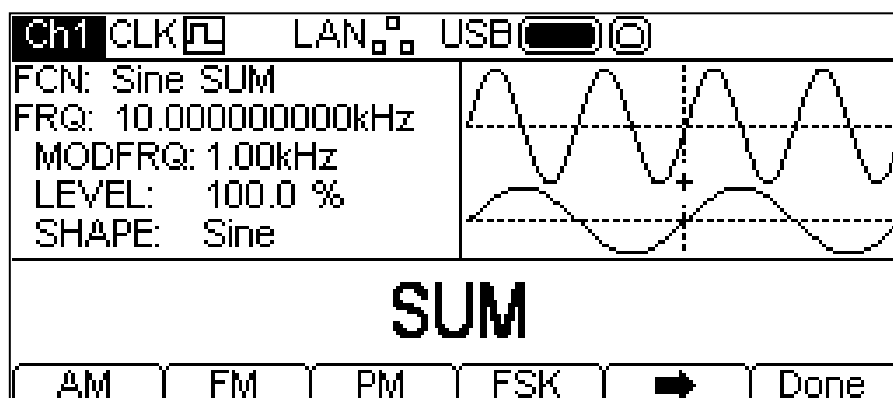 Ch1 CLK LAN USB
FCN: Sine SUM
FRQ: 10.000000000kHz
MODFRQ: 1.00kHz
LEVEL: 100.0 %
SHAPE: Sine
SUM
AM FM PM FSK Done